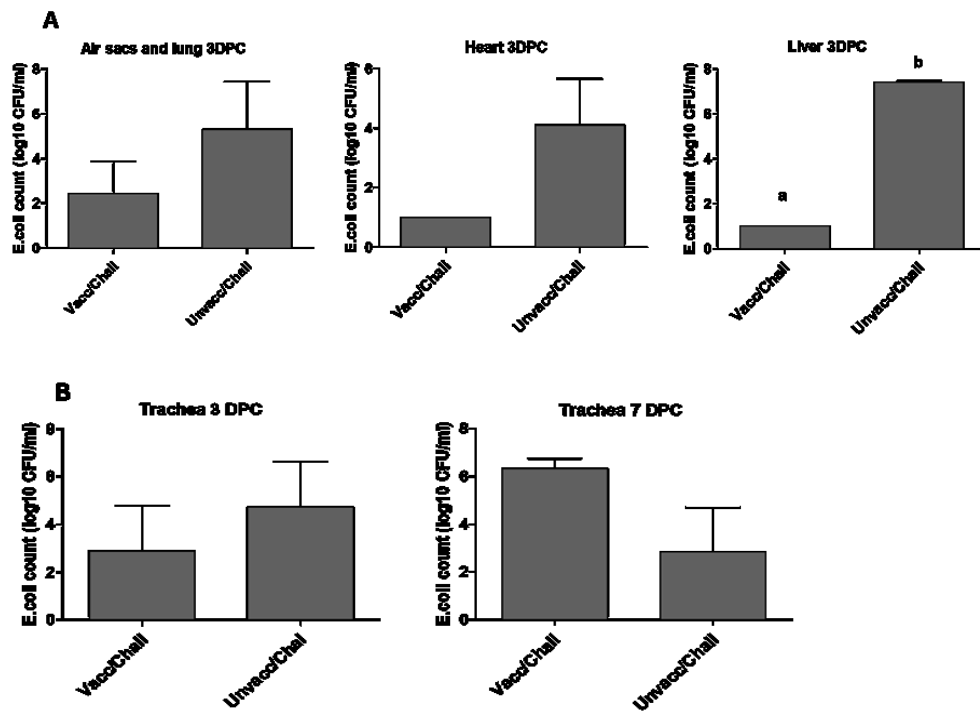 A
Air sacs and lung 3DPC
E.coli count (log10 CFU/ml)
8
6
4
2
0
Vacc/Chall
Unvacc/Chall
Heart 3DPC
E.coli count (log10 CFU/ml)
6
4
2
0
Vacc/Chall
Unvacc/Chall
Liver 3DPC
E.coli count (log10 CFU/ml)
8
6
4
2
0
a
b
Vacc/Chall
Unvacc/Chall
B
Trachea 3 DPC
E.coli count (log10 CFU/ml)
8
6
4
2
0
Vacc/Chall
Unvacc/Chal
Trachea 7 DPC
E.coli count (log10 CFU/ml)
8
6
4
2
0
Vacc/Chall
Unvacc/Chall